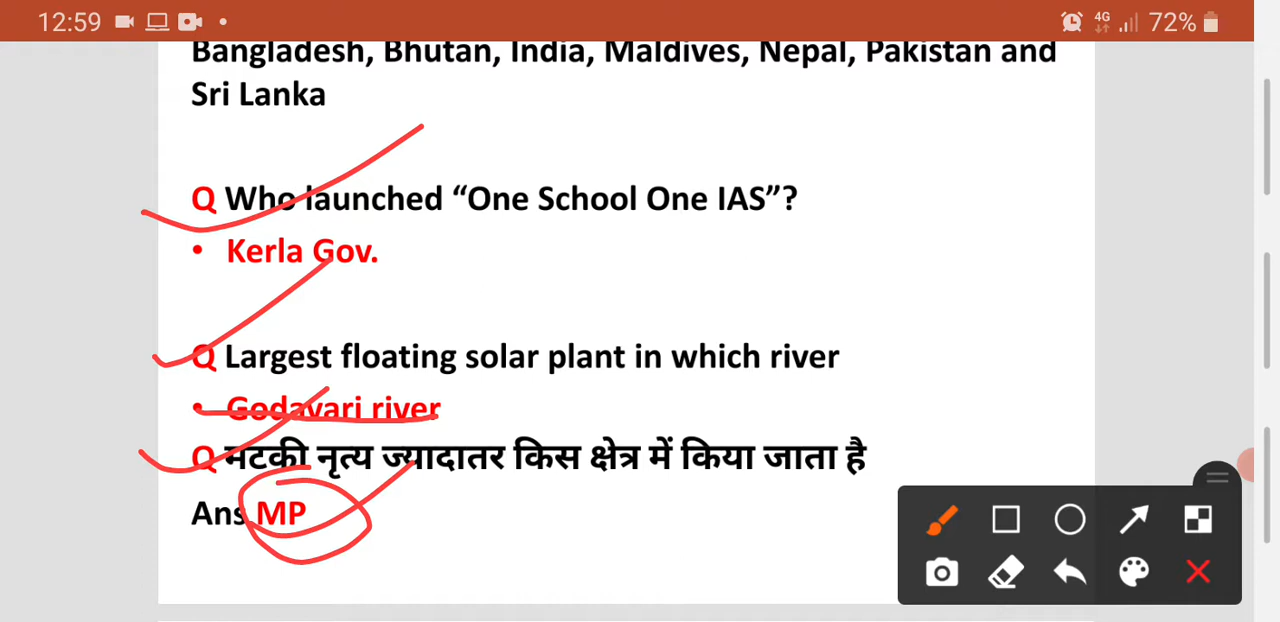 12:59
4G
72%
Bangladesh, Bhutan, India, Maldives, Nepal, Pakistan and
Sri Lanka
Q Who launched “One School One IAS”?
• Kerla Gov.
Q Largest floating solar plant in which river
• Godavari river
Q मटकी नृत्य ज्यादातर किस क्षेत्र में किया जाता है
Ans MP